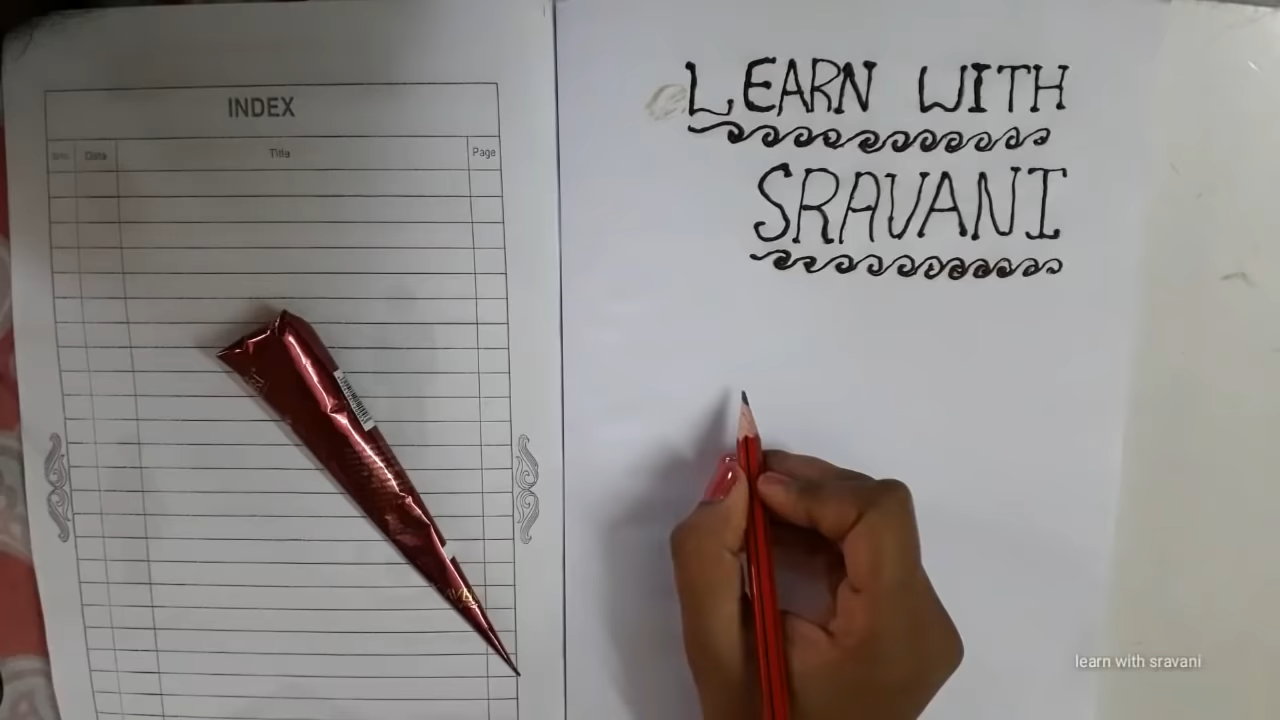 INDEX
Date Title Page
LEARN WITH
SRAVANI
learn with sravani